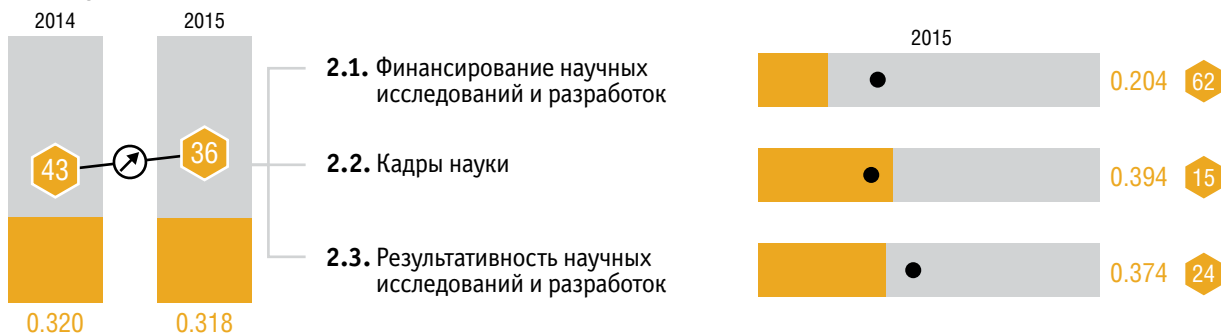 2014
2015
43
36
0.320
0.318
2.1. Финансирование научных
исследований и разработок
2.2. Кадры науки
2.3. Результативность научных
исследований и разработок
2015
0.204 62
0.394 15
0.374 24